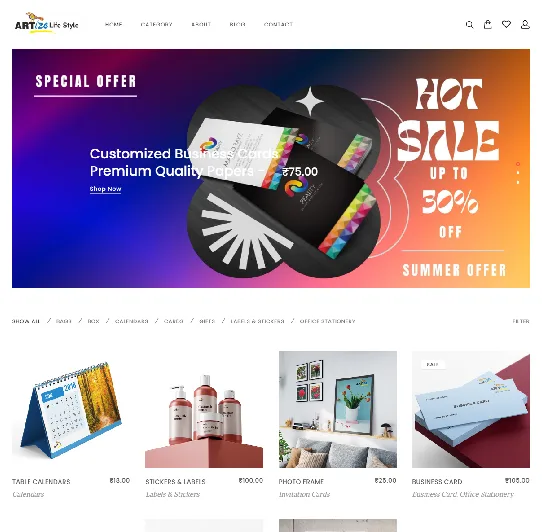 ARTize Life Style
HOME CATEGORY ABOUT BLOG CONTACT
SPECIAL OFFER
Customized Business Cards
Premium Quality Papers – ₹75.00
Shop Now
HOT
SALE
UP TO
30%
OFF
SUMMER OFFER
SHOW ALL / BAGS / BOX / CALENDARS / CARDS / GIFTS / LABELS & STICKERS / OFFICE STATIONERY FILTER
SALE
BUSINESS CARD
TABLE CALENDARS ₹13.00
Calendars
STICKERS & LABELS ₹100.00
Labels & Stickers
PHOTO FRAME ₹25.00
Invitation Cards
BUSINESS CARD ₹105.00
Business Card, Office Stationery